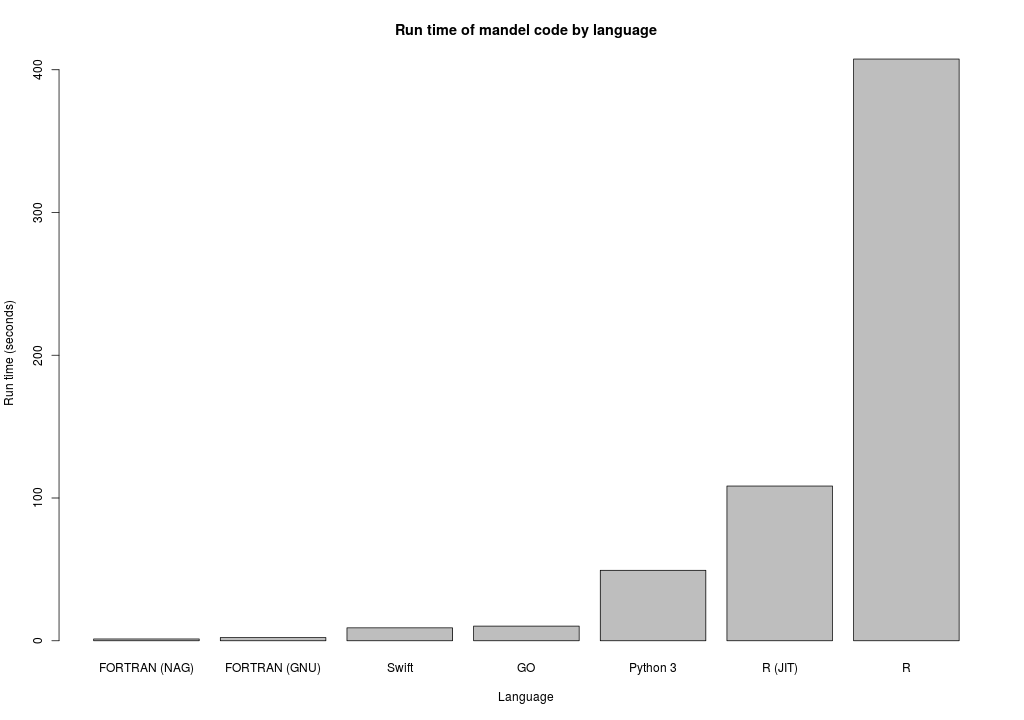 Run time of mandel code by language
Run time (seconds)
400
300
200
100
0
FORTRAN (NAG) FORTRAN (GNU) Swift GO Python 3 R (JIT) R
Language